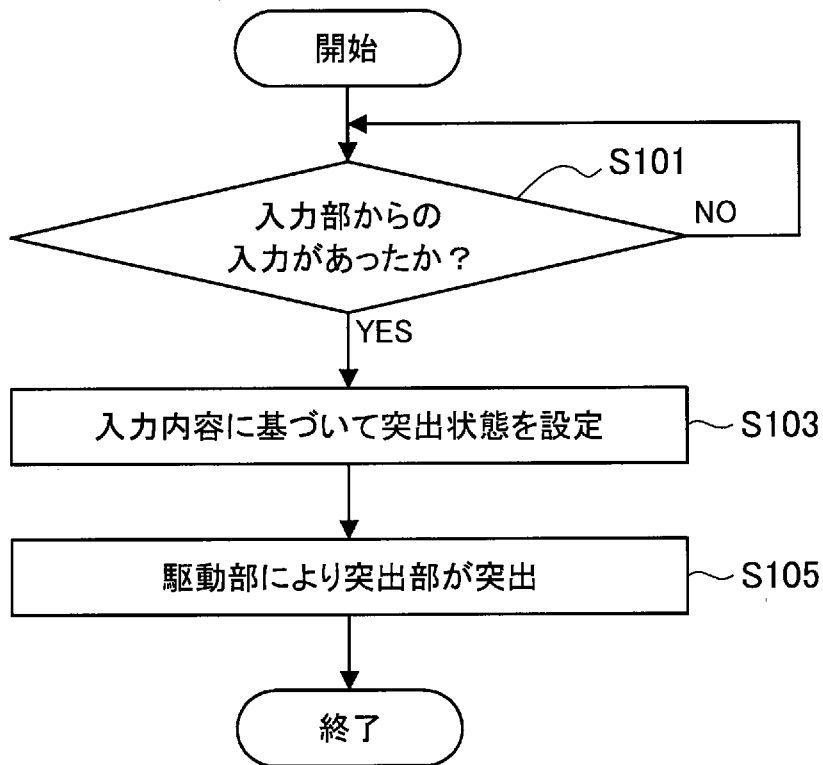 開始
S101
入力部からの
入力があったか？
NO
YES
入力内容に基づいて突出状態を設定
S103
駆動部により突出部が突出
S105
終了